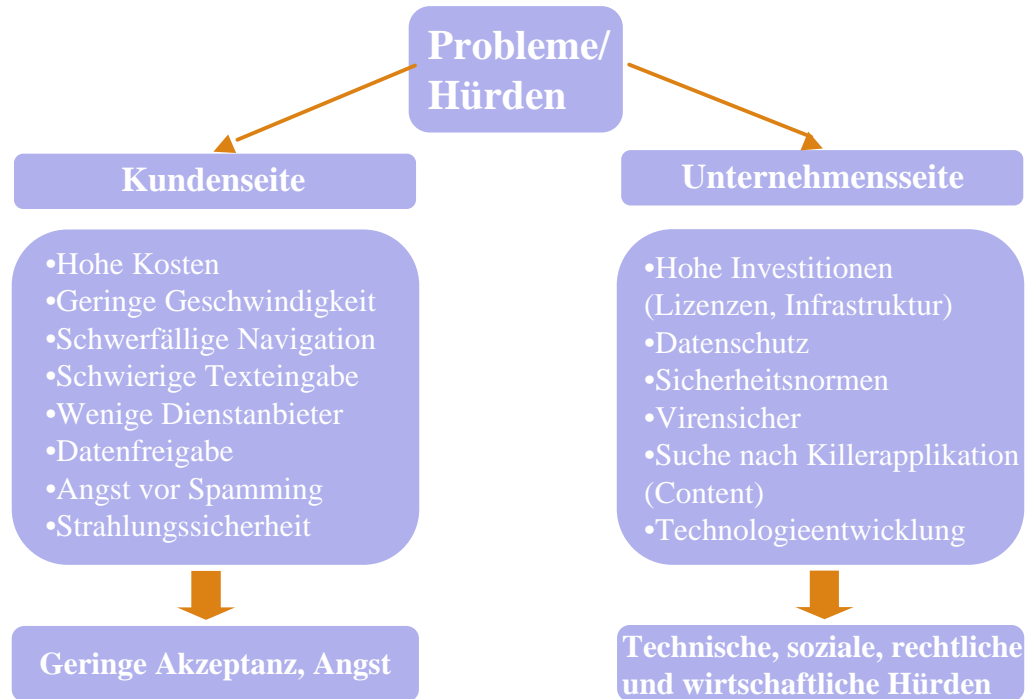 Probleme/
Hürden
Kundenseite
•Hohe Kosten
•Geringe Geschwindigkeit
•Schwerfällige Navigation
•Schwierige Texteingabe
•Wenige Dienstanbieter
•Datenfreigabe
•Angst vor Spamming
•Strahlungssicherheit
Geringe Akzeptanz, Angst
Unternehmensseite
•Hohe Investitionen
(Lizenzen, Infrastruktur)
•Datenschutz
•Sicherheitsnormen
•Virensicher
•Suche nach Killerapplikation
(Content)
•Technologieentwicklung
Technische, soziale, rechtliche
und wirtschaftliche Hürden